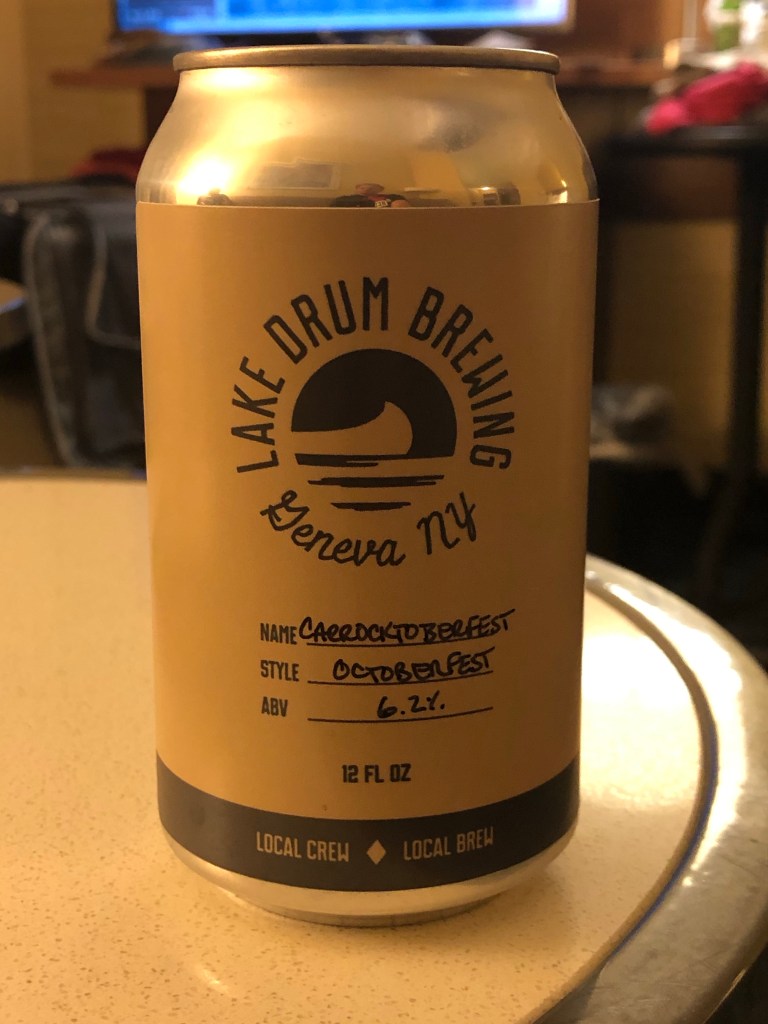 LAKE DRUM BREWING
Geneva NY
NAME CARROCKTOBERFEST
STYLE OCTOBERFEST
ABV 6.2%
12 FL OZ
LOCAL CREW ♦ LOCAL BREW